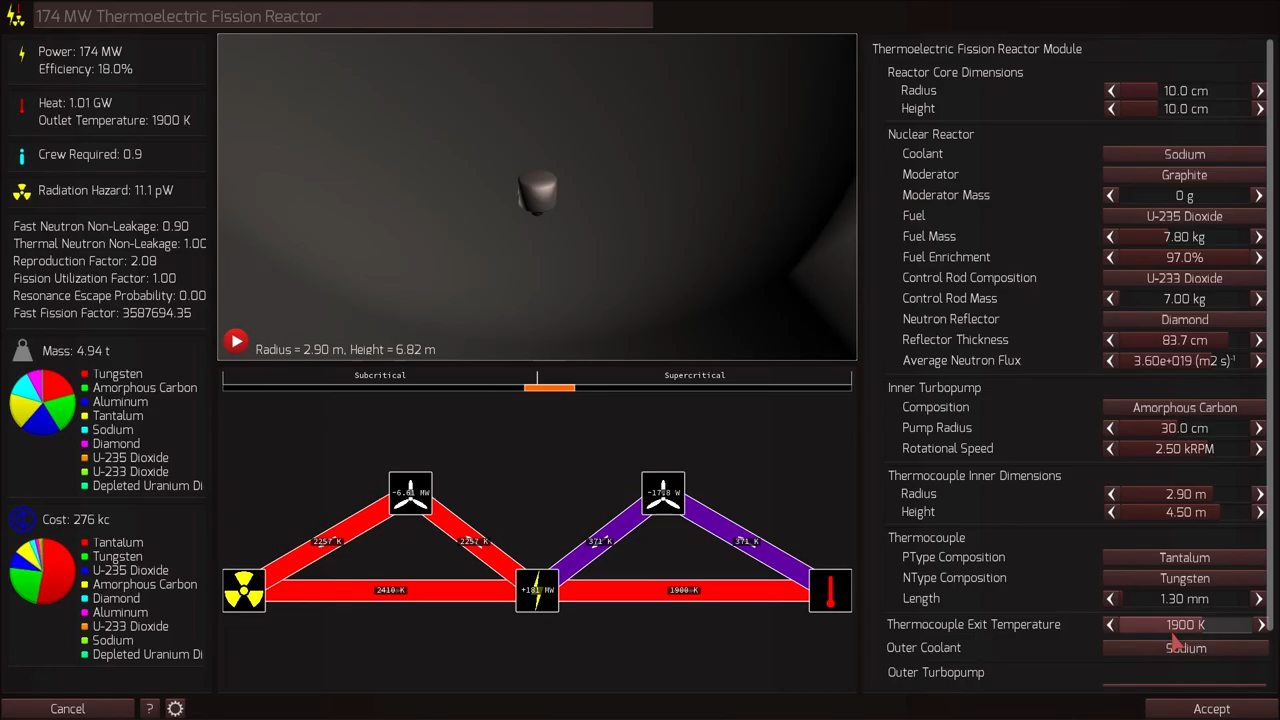 174 MW Thermoelectric Fission Reactor
Power: 174 MW
Efficiency: 18.0%
Heat: 1.01 GW
Outlet Temperature: 1900 K
Crew Required: 0.9
Radiation Hazard: 11.1 pW
Fast Neutron Non-Leakage: 0.90
Thermal Neutron Non-Leakage: 1.00
Reproduction Factor: 2.08
Fission Utilization Factor: 1.00
Resonance Escape Probability: 0.00
Fast Fission Factor: 3587694.35
Mass: 4.94 t
Tungsten
Amorphous Carbon
Aluminum
Tantalum
Sodium
Diamond
U-235 Dioxide
U-233 Dioxide
Depleted Uranium Di
Cost: 276 kc
Tantalum
Tungsten
U-235 Dioxide
Amorphous Carbon
Diamond
Aluminum
U-233 Dioxide
Sodium
Depleted Uranium Di
Cancel
?
Radius = 2.90 m, Height = 6.82 m
Subcritical
Supercritical
-6.61 MW
2257 K
2257 K
2410 K
371 K
371 K
1900 K
Thermoelectric Fission Reactor Module
Reactor Core Dimensions
Radius 10.0 cm
Height 10.0 cm
Nuclear Reactor
Coolant Sodium
Moderator Graphite
Moderator Mass 0 g
Fuel U-235 Dioxide
Fuel Mass 7.80 kg
Fuel Enrichment 97.0%
Control Rod Composition U-233 Dioxide
Control Rod Mass 7.00 kg
Neutron Reflector Diamond
Reflector Thickness 83.7 cm
Average Neutron Flux 3.60e+019 (m2 s)-1
Inner Turbopump
Composition Amorphous Carbon
Pump Radius 30.0 cm
Rotational Speed 2.50 kRPM
Thermocouple Inner Dimensions
Radius 2.90 m
Height 4.50 m
Thermocouple
PType Composition Tantalum
NType Composition Tungsten
Length 1.30 mm
Thermocouple Exit Temperature 1900 K
Outer Coolant Sodium
Outer Turbopump
Accept